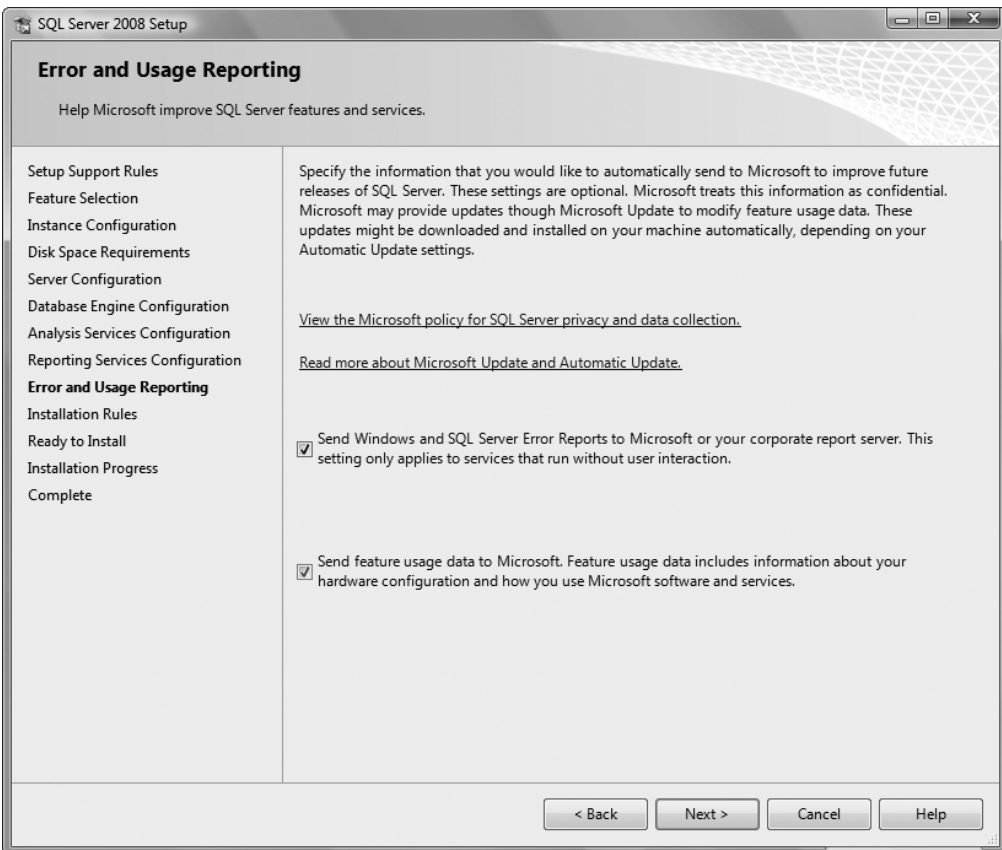 SQL Server 2008 Setup
Error and Usage Reporting
Help Microsoft improve SQL Server features and services.
Setup Support Rules
Feature Selection
Instance Configuration
Disk Space Requirements
Server Configuration
Database Engine Configuration
Analysis Services Configuration
Reporting Services Configuration
Error and Usage Reporting
Installation Rules
Ready to Install
Installation Progress
Complete
Specify the information that you would like to automatically send to Microsoft to improve future
releases of SQL Server. These settings are optional. Microsoft treats this information as confidential.
Microsoft may provide updates though Microsoft Update to modify feature usage data. These
updates might be downloaded and installed on your machine automatically, depending on your
Automatic Update settings.
View the Microsoft policy for SQL Server privacy and data collection.
Read more about Microsoft Update and Automatic Update.
Send Windows and SQL Server Error Reports to Microsoft or your corporate report server. This
setting only applies to services that run without user interaction.
Send feature usage data to Microsoft. Feature usage data includes information about your
hardware configuration and how you use Microsoft software and services.
< Back
Next >
Cancel
Help